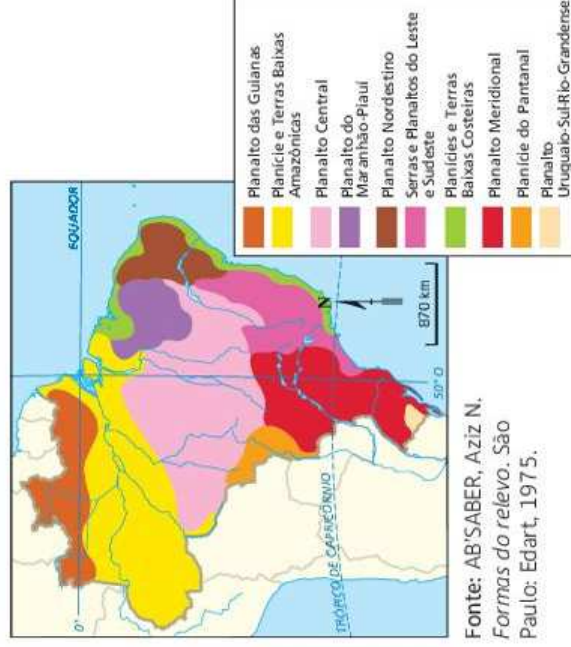 EQUADOR
0°
TRÓPICO DE CAPRICÓRNIO
50° O
N
870 km
Planalto das Guianas
Planície e Terras Baixas
Amazônicas
Planalto Central
Planalto do
Maranhão-Piauí
Planalto Nordestino
Serras e Planaltos do Leste
e Sudeste
Planícies e Terras
Baixas Costeiras
Planalto Meridional
Planície do Pantanal
Planalto
Uruguaio-Sul-Rio-Grandense
Fonte: AB'SABER, Aziz N.
Formas do relevo. São
Paulo: Edart, 1975.